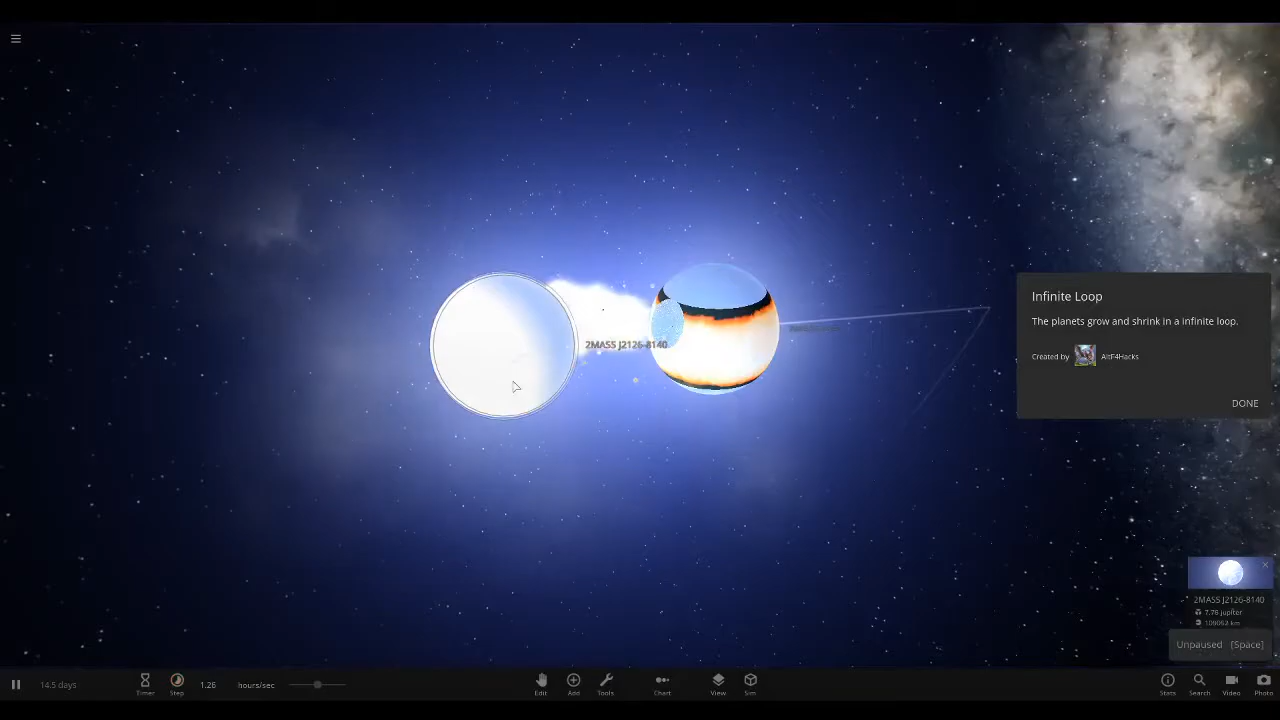 Infinite Loop
The planets grow and shrink in a infinite loop.
Created by AltF4Hacks
DONE
2MASS J2126-8140
2MASS J2126-8140
7.76 jupiter
109062 km
Unpaused [Space]
14.5 days
Timer
Step
1.26 hours/sec
Edit
Add
Tools
Chart
View
Sim
Stats
Search
Video
Photo